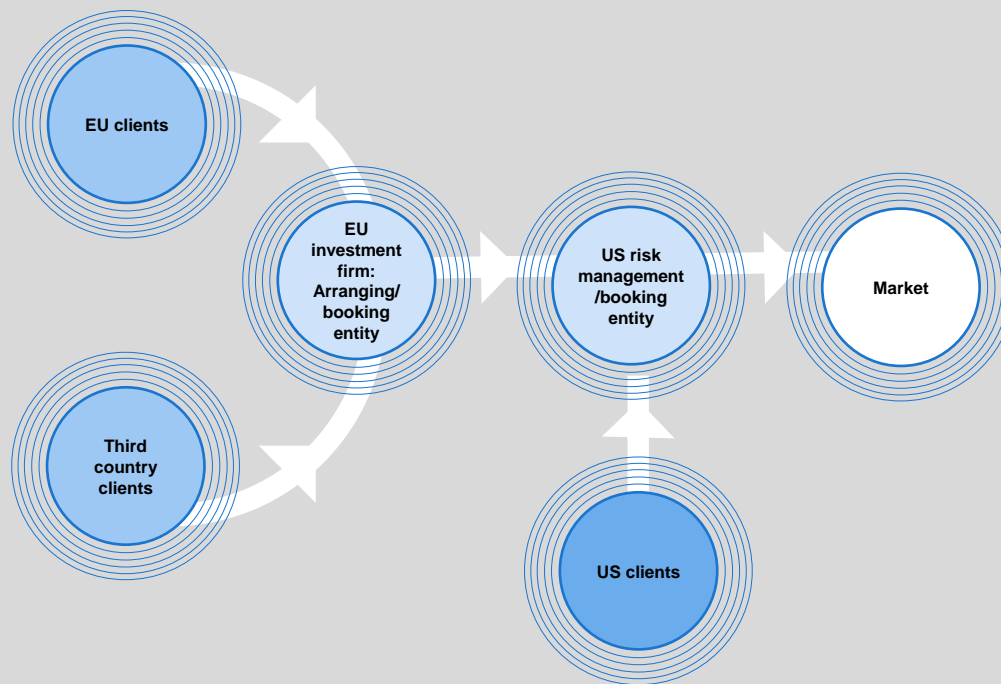 EU clients
EU
investment
firm:
Arranging/
booking
entity
US risk
management
/booking
entity
Market
Third
country
clients
US clients